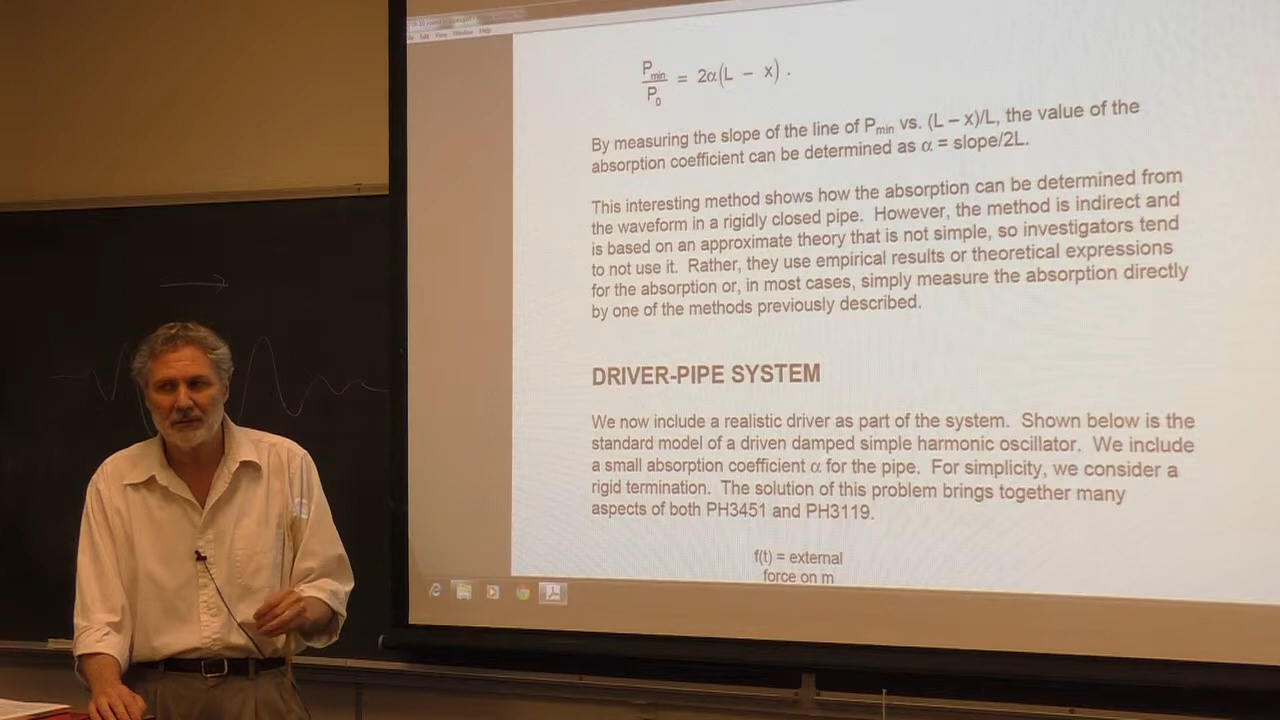 Edit View Window Help
Pmin
P0
= 2α(L − x) .
By measuring the slope of the line of Pmin vs. (L – x)/L, the value of the
absorption coefficient can be determined as α = slope/2L.
This interesting method shows how the absorption can be determined from
the waveform in a rigidly closed pipe. However, the method is indirect and
is based on an approximate theory that is not simple, so investigators tend
to not use it. Rather, they use empirical results or theoretical expressions
for the absorption or, in most cases, simply measure the absorption directly
by one of the methods previously described.
DRIVER-PIPE SYSTEM
We now include a realistic driver as part of the system. Shown below is the
standard model of a driven damped simple harmonic oscillator. We include
a small absorption coefficient α for the pipe. For simplicity, we consider a
rigid termination. The solution of this problem brings together many
aspects of both PH3451 and PH3119.
f(t) = external
force on m